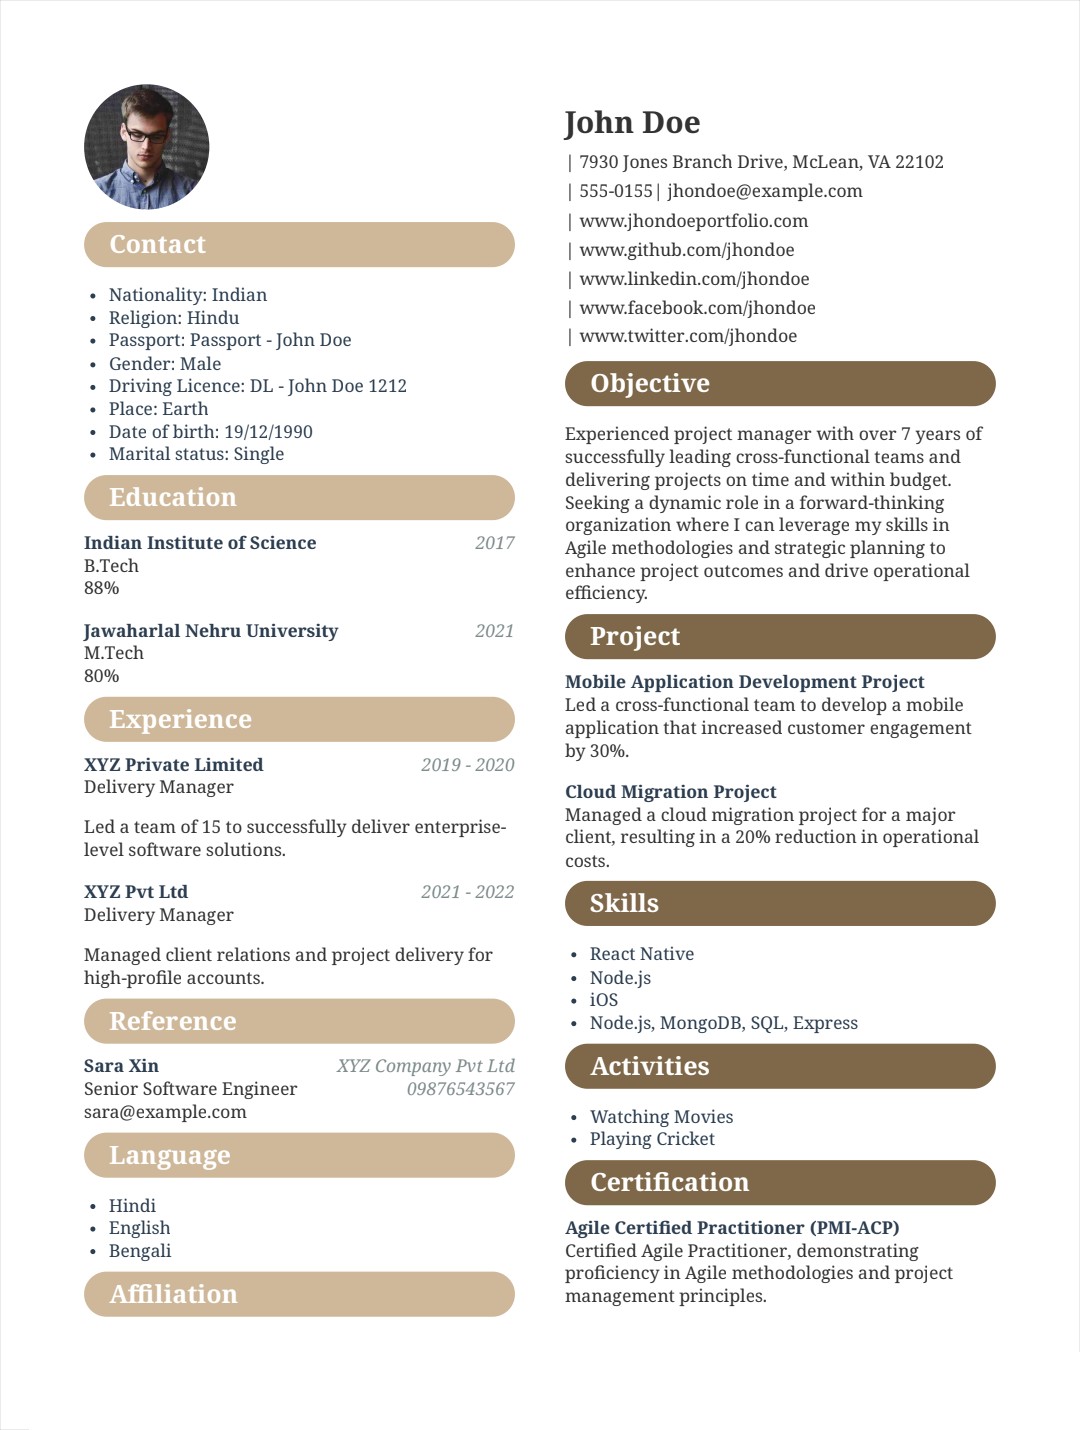 Contact
• Nationality: Indian
• Religion: Hindu
• Passport: Passport - John Doe
• Gender: Male
• Driving Licence: DL - John Doe 1212
• Place: Earth
• Date of birth: 19/12/1990
• Marital status: Single
Education
Indian Institute of Science 2017
B.Tech
88%
Jawaharlal Nehru University 2021
M.Tech
80%
Experience
XYZ Private Limited 2019 - 2020
Delivery Manager
Led a team of 15 to successfully deliver enterprise-
level software solutions.
XYZ Pvt Ltd 2021 - 2022
Delivery Manager
Managed client relations and project delivery for
high-profile accounts.
Reference
Sara Xin XYZ Company Pvt Ltd
Senior Software Engineer 09876543567
sara@example.com
Language
• Hindi
• English
• Bengali
Affiliation
John Doe
| 7930 Jones Branch Drive, McLean, VA 22102
| 555-0155| jhondoe@example.com
| www.jhondoeportfolio.com
| www.github.com/jhondoe
| www.linkedin.com/jhondoe
| www.facebook.com/jhondoe
| www.twitter.com/jhondoe
Objective
Experienced project manager with over 7 years of
successfully leading cross-functional teams and
delivering projects on time and within budget.
Seeking a dynamic role in a forward-thinking
organization where I can leverage my skills in
Agile methodologies and strategic planning to
enhance project outcomes and drive operational
efficiency.
Project
Mobile Application Development Project
Led a cross-functional team to develop a mobile
application that increased customer engagement
by 30%.
Cloud Migration Project
Managed a cloud migration project for a major
client, resulting in a 20% reduction in operational
costs.
Skills
• React Native
• Node.js
• iOS
• Node.js, MongoDB, SQL, Express
Activities
• Watching Movies
• Playing Cricket
Certification
Agile Certified Practitioner (PMI-ACP)
Certified Agile Practitioner, demonstrating
proficiency in Agile methodologies and project
management principles.